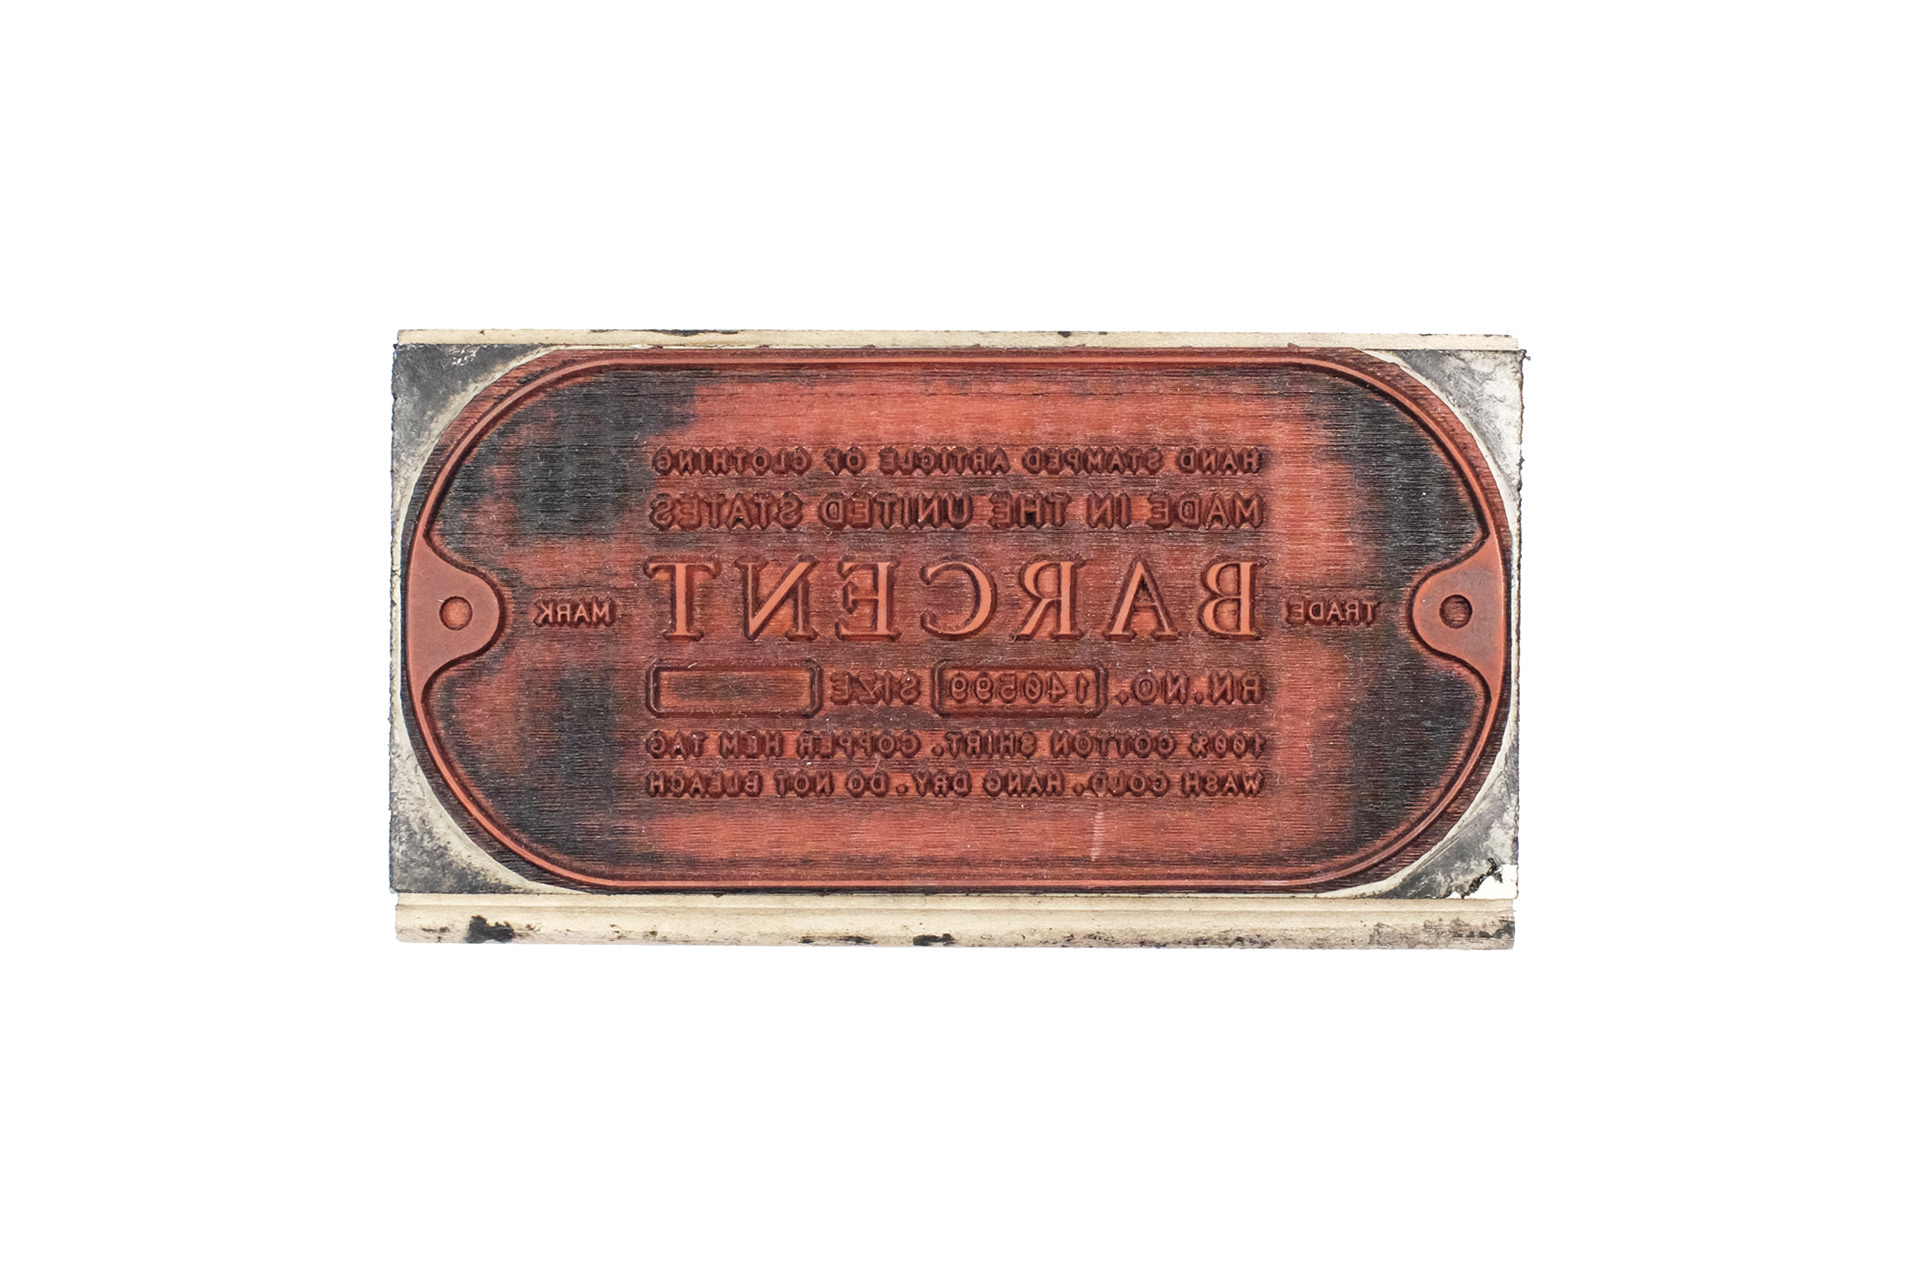 HAND STAMPED ARTICLE OF CLOTHING
MADE IN THE UNITED STATES
TRADE BARCENT MARK
RN.NO. 140599 SIZE
100% COTTON SHIRT. COPPER HEM TAG
WASH COLD. HANG DRY. DO NOT BLEACH